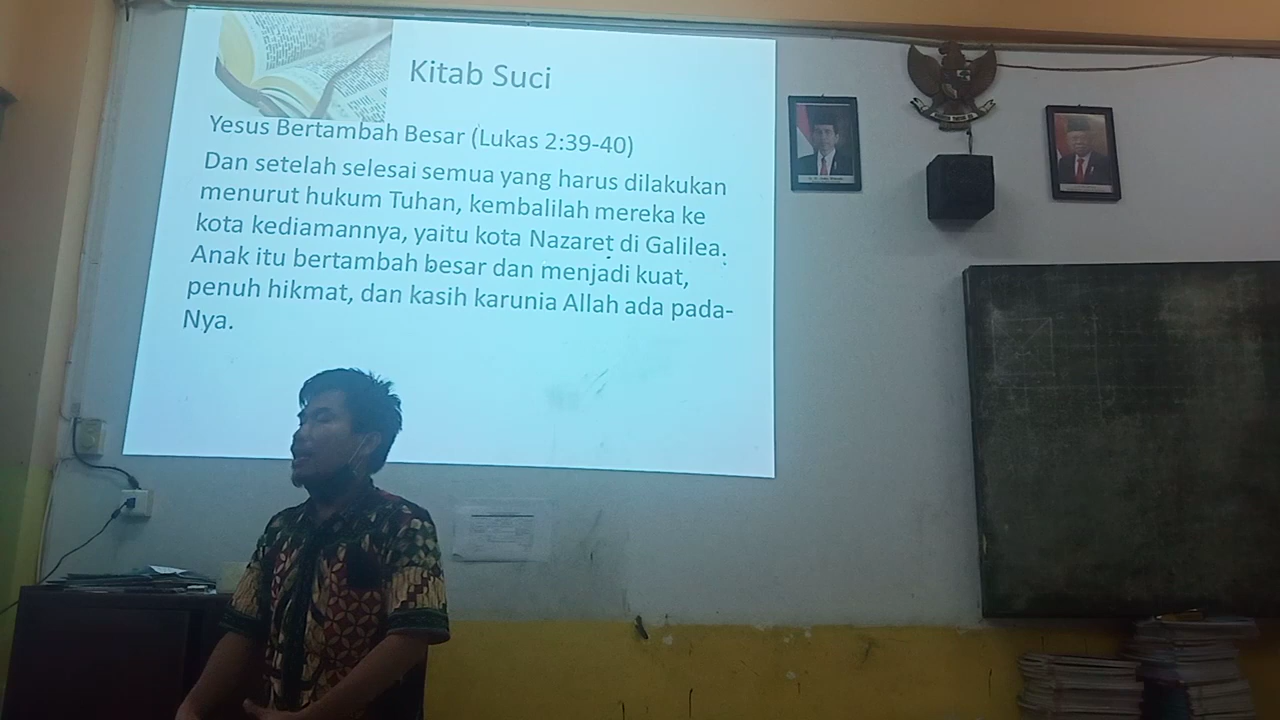 Kitab Suci
Yesus Bertambah Besar (Lukas 2:39-40)
Dan setelah selesai semua yang harus dilakukan
menurut hukum Tuhan, kembalilah mereka ke
kota kediamannya, yaitu kota Nazaret di Galilea.
Anak itu bertambah besar dan menjadi kuat,
penuh hikmat, dan kasih karunia Allah ada pada-
Nya.